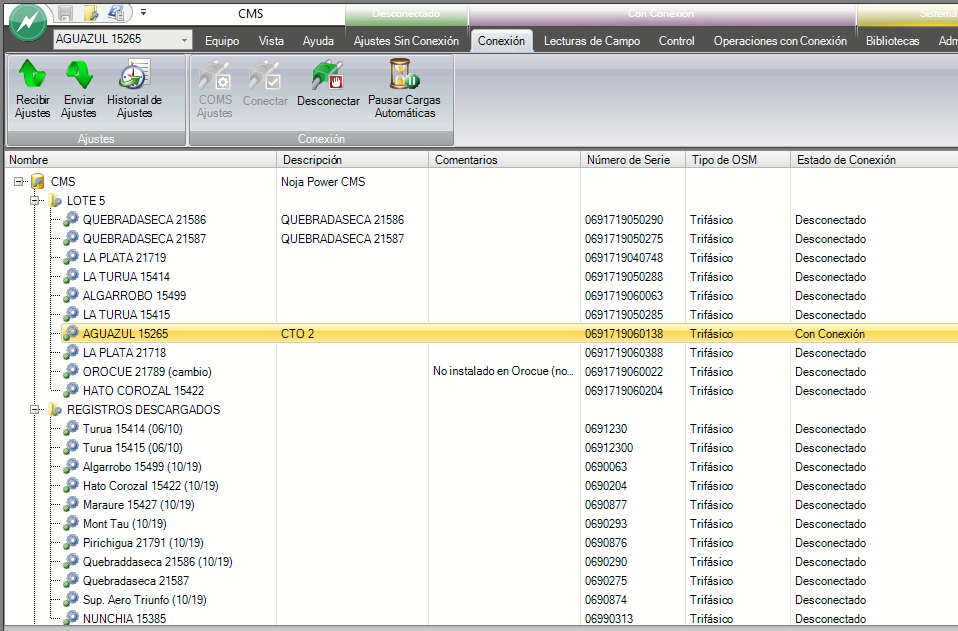 CMS Desconectado Con Conexión Sistema
AGUAZUL 15265 Equipo Vista Ayuda Ajustes Sin Conexión Conexión Lecturas de Campo Control Operaciones con Conexión Bibliotecas Adm
Recibir Ajustes Enviar Ajustes Historial de Ajustes COMS Ajustes Conectar Desconectar Pausar Cargas Automáticas
Ajustes Conexión
Nombre Descripción Comentarios Número de Serie Tipo de OSM Estado de Conexión
CMS Noja Power CMS
LOTE 5
QUEBRADASECA 21586 QUEBRADASECA 21586 0691719050290 Trifásico Desconectado
QUEBRADASECA 21587 QUEBRADASECA 21587 0691719050275 Trifásico Desconectado
LA PLATA 21719 0691719040748 Trifásico Desconectado
LA TURUA 15414 0691719050288 Trifásico Desconectado
ALGARROBO 15499 0691719060063 Trifásico Desconectado
LA TURUA 15415 0691719050285 Trifásico Desconectado
AGUAZUL 15265 CTO 2 0691719060138 Trifásico Con Conexión
LA PLATA 21718 0691719060388 Trifásico Desconectado
OROCUE 21789 (cambio) No instalado en Orocue (no... 0691719060022 Trifásico Desconectado
HATO COROZAL 15422 0691719060204 Trifásico Desconectado
REGISTROS DESCARGADOS
Turua 15414 (06/10) 0691230 Trifásico Desconectado
Turua 15415 (06/10) 06912300 Trifásico Desconectado
Algarrobo 15499 (10/19) 0690063 Trifásico Desconectado
Hato Corozal 15422 (10/19) 0690204 Trifásico Desconectado
Maraure 15427 (10/19) 0690877 Trifásico Desconectado
Mont Tau (10/19) 0690293 Trifásico Desconectado
Pirichigua 21791 (10/19) 0690876 Trifásico Desconectado
Quebraddaseca 21586 (10/19) 0690290 Trifásico Desconectado
Quebradaseca 21587 0690275 Trifásico Desconectado
Sup. Aero Triunfo (10/19) 0690874 Trifásico Desconectado
NUNCHIA 15385 06990313 Trifásico Desconectado